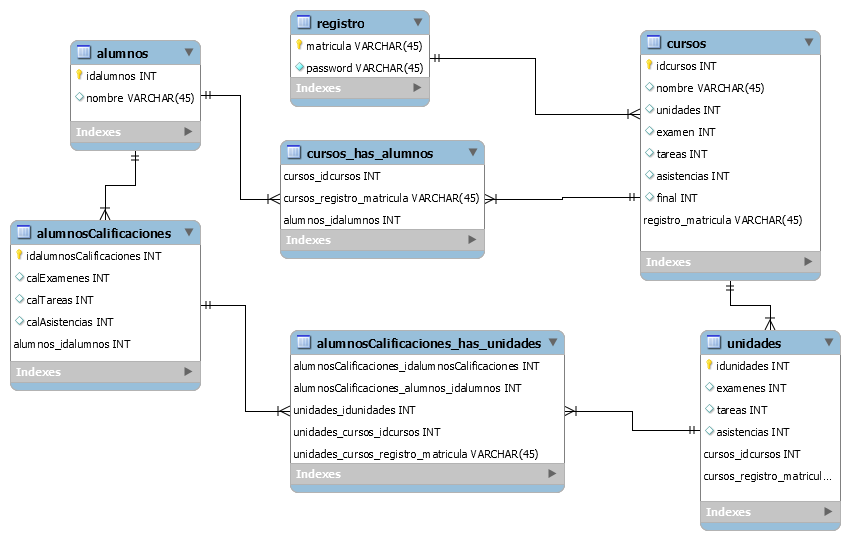 registro
matricula VARCHAR(45)
password VARCHAR(45)
Indexes
alumnos
idalumnos INT
nombre VARCHAR(45)
Indexes
cursos
idcursos INT
nombre VARCHAR(45)
unidades INT
examen INT
tareas INT
asistencias INT
final INT
registro_matricula VARCHAR(45)
Indexes
cursos_has_alumnos
cursos_idcursos INT
cursos_registro_matricula VARCHAR(45)
alumnos_idalumnos INT
Indexes
alumnosCalificaciones
idalumnosCalificaciones INT
calExamenes INT
calTareas INT
calAsistencias INT
alumnos_idalumnos INT
Indexes
alumnosCalificaciones_has_unidades
alumnosCalificaciones_idalumnosCalificaciones INT
alumnosCalificaciones_alumnos_idalumnos INT
unidades_idunidades INT
unidades_cursos_idcursos INT
unidades_cursos_registro_matricula VARCHAR(45)
Indexes
unidades
idunidades INT
examenes INT
tareas INT
asistencias INT
cursos_idcursos INT
cursos_registro_matricul...
Indexes